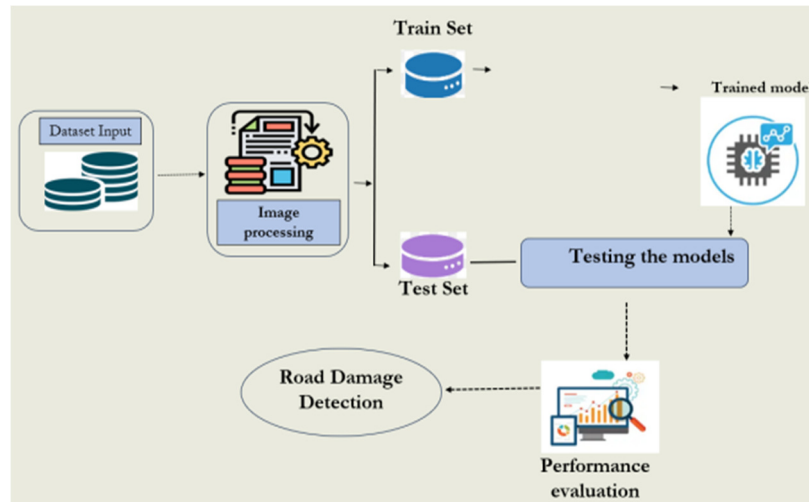 Train Set
Trained mode
Dataset Input
Image
processing
Testing the models
Test Set
Road Damage
Detection
Performance
evaluation